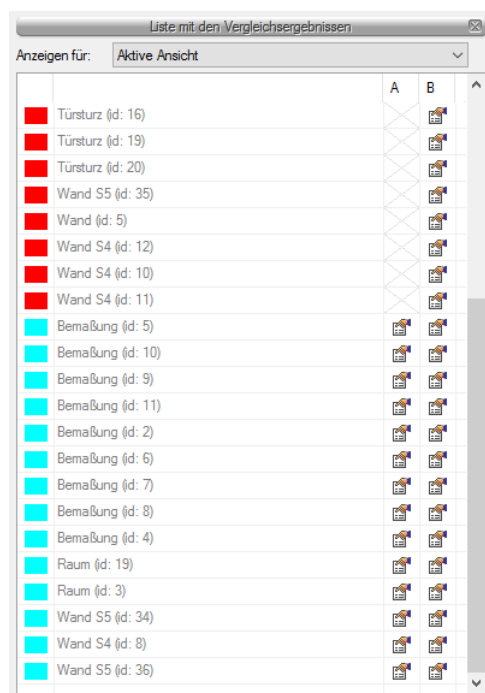 Liste mit den Vergleichsergebnissen
Anzeigen für: Aktive Ansicht
A B
Türsturz (id: 16)
Türsturz (id: 19)
Türsturz (id: 20)
Wand S5 (id: 35)
Wand (id: 5)
Wand S4 (id: 12)
Wand S4 (id: 10)
Wand S4 (id: 11)
Bemaßung (id: 5)
Bemaßung (id: 10)
Bemaßung (id: 9)
Bemaßung (id: 11)
Bemaßung (id: 2)
Bemaßung (id: 6)
Bemaßung (id: 7)
Bemaßung (id: 8)
Bemaßung (id: 4)
Raum (id: 19)
Raum (id: 3)
Wand S5 (id: 34)
Wand S4 (id: 8)
Wand S5 (id: 36)